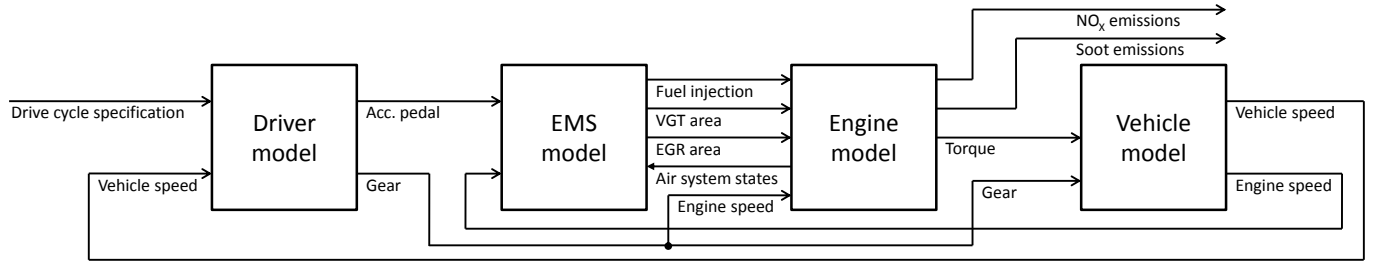 NOX emissions
Soot emissions
Drive cycle specification
Vehicle speed
Driver
model
Acc. pedal
Gear
EMS
model
Fuel injection
VGT area
EGR area
Air system states
Engine speed
Engine
model
Torque
Gear
Vehicle
model
Vehicle speed
Engine speed